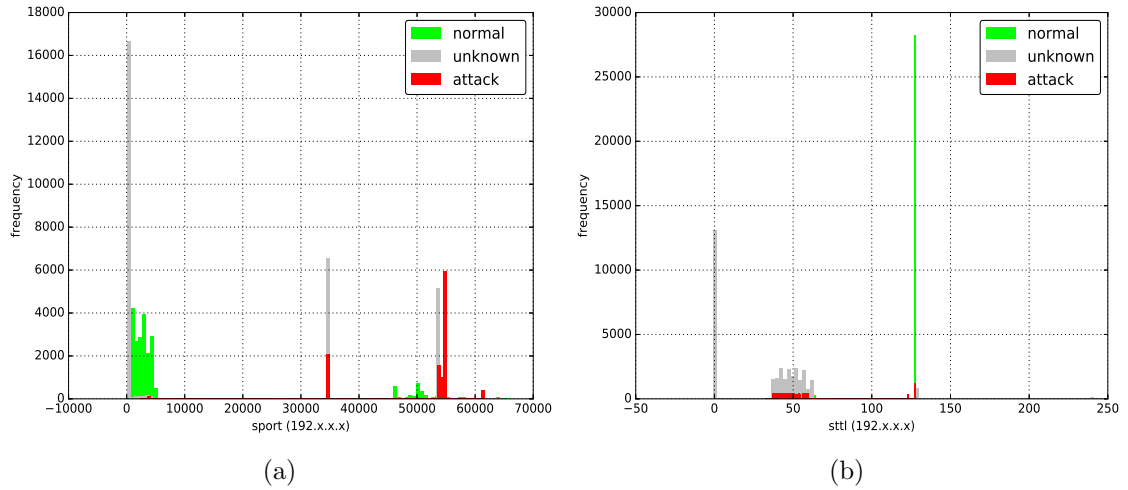 18000
16000
14000
12000
10000
8000
6000
4000
2000
0
frequency
−10000 0 10000 20000 30000 40000 50000 60000 70000
sport (192.x.x.x)
normal
unknown
attack
(a)
30000
25000
20000
15000
10000
5000
0
frequency
−50 0 50 100 150 200 250
sttl (192.x.x.x)
normal
unknown
attack
(b)